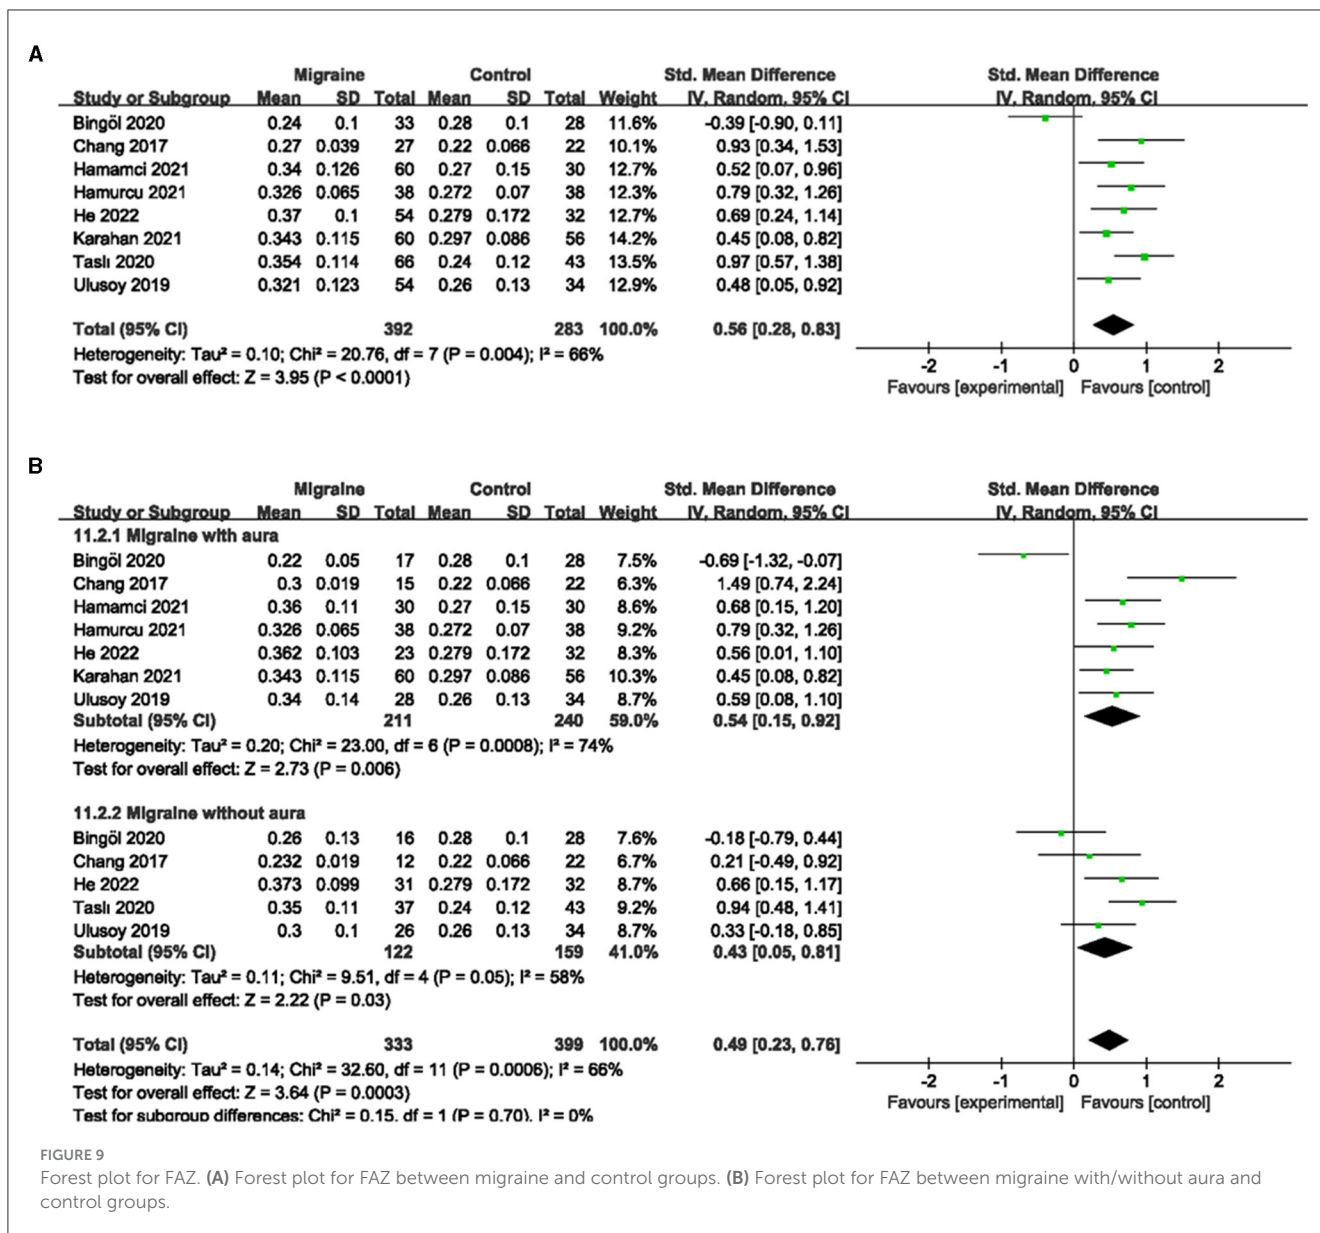 A
Migraine Control Std. Mean Difference Std. Mean Difference
Study or Subgroup Mean SD Total Mean SD Total Weight IV, Random, 95% CI IV, Random, 95% CI
Bingöl 2020 0.24 0.1 33 0.28 0.1 28 11.6% -0.39 [-0.90, 0.11]
Chang 2017 0.27 0.039 27 0.22 0.066 22 10.1% 0.93 [0.34, 1.53]
Hamamci 2021 0.34 0.126 60 0.27 0.15 30 12.7% 0.52 [0.07, 0.96]
Hamurcu 2021 0.326 0.065 38 0.272 0.07 38 12.3% 0.79 [0.32, 1.26]
He 2022 0.37 0.1 54 0.279 0.172 32 12.7% 0.69 [0.24, 1.14]
Karahan 2021 0.343 0.115 60 0.297 0.086 56 14.2% 0.45 [0.08, 0.82]
Taslı 2020 0.354 0.114 66 0.24 0.12 43 13.5% 0.97 [0.57, 1.38]
Ulusoy 2019 0.321 0.123 54 0.26 0.13 34 12.9% 0.48 [0.05, 0.92]
Total (95% CI) 392 283 100.0% 0.56 [0.28, 0.83]
Heterogeneity: Tau² = 0.10; Chi² = 20.76, df = 7 (P = 0.004); I² = 66%
Test for overall effect: Z = 3.95 (P < 0.0001)
-2 -1 0 1 2
Favours [experimental] Favours [control]
B
Migraine Control Std. Mean Difference Std. Mean Difference
Study or Subgroup Mean SD Total Mean SD Total Weight IV, Random, 95% CI IV, Random, 95% CI
11.2.1 Migraine with aura
Bingöl 2020 0.22 0.05 17 0.28 0.1 28 7.5% -0.69 [-1.32, -0.07]
Chang 2017 0.3 0.019 15 0.22 0.066 22 6.3% 1.49 [0.74, 2.24]
Hamamci 2021 0.36 0.11 30 0.27 0.15 30 8.6% 0.68 [0.15, 1.20]
Hamurcu 2021 0.326 0.065 38 0.272 0.07 38 9.2% 0.79 [0.32, 1.26]
He 2022 0.362 0.103 23 0.279 0.172 32 8.3% 0.56 [0.01, 1.10]
Karahan 2021 0.343 0.115 60 0.297 0.086 56 10.3% 0.45 [0.08, 0.82]
Ulusoy 2019 0.34 0.14 28 0.26 0.13 34 8.7% 0.59 [0.08, 1.10]
Subtotal (95% CI) 211 240 59.0% 0.54 [0.15, 0.92]
Heterogeneity: Tau² = 0.20; Chi² = 23.00, df = 6 (P = 0.0008); I² = 74%
Test for overall effect: Z = 2.73 (P = 0.006)
11.2.2 Migraine without aura
Bingöl 2020 0.26 0.13 16 0.28 0.1 28 7.6% -0.18 [-0.79, 0.44]
Chang 2017 0.232 0.019 12 0.22 0.066 22 6.7% 0.21 [-0.49, 0.92]
He 2022 0.373 0.099 31 0.279 0.172 32 8.7% 0.66 [0.15, 1.17]
Taslı 2020 0.35 0.11 37 0.24 0.12 43 9.2% 0.94 [0.48, 1.41]
Ulusoy 2019 0.3 0.1 26 0.26 0.13 34 8.7% 0.33 [-0.18, 0.85]
Subtotal (95% CI) 122 159 41.0% 0.43 [0.05, 0.81]
Heterogeneity: Tau² = 0.11; Chi² = 9.51, df = 4 (P = 0.05); I² = 58%
Test for overall effect: Z = 2.22 (P = 0.03)
Total (95% CI) 333 399 100.0% 0.49 [0.23, 0.76]
Heterogeneity: Tau² = 0.14; Chi² = 32.60, df = 11 (P = 0.0006); I² = 66%
Test for overall effect: Z = 3.64 (P = 0.0003)
Test for subgroup differences: Chi² = 0.15, df = 1 (P = 0.70), I² = 0%
-2 -1 0 1 2
Favours [experimental] Favours [control]
FIGURE 9
Forest plot for FAZ. (A) Forest plot for FAZ between migraine and control groups. (B) Forest plot for FAZ between migraine with/without aura and
control groups.